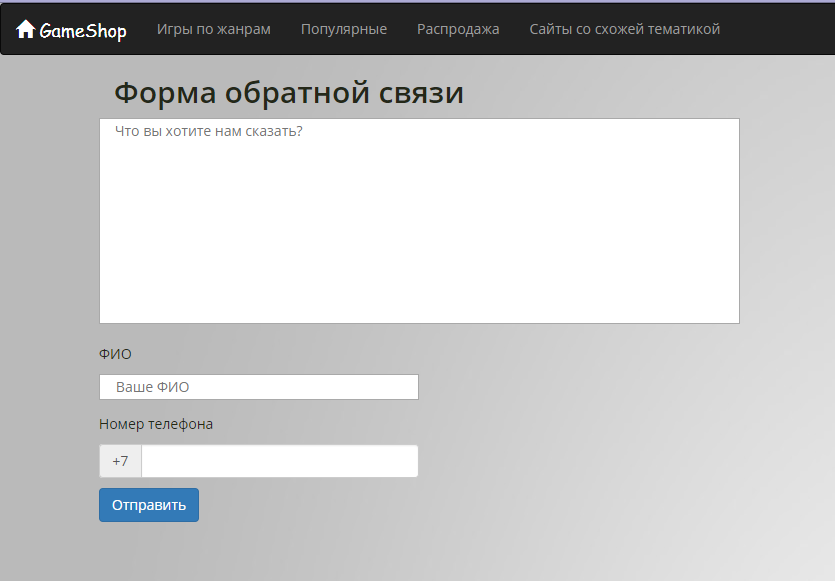 GameShop Игры по жанрам Популярные Распродажа Сайты со схожей тематикой
Форма обратной связи
Что вы хотите нам сказать?
ФИО
Ваше ФИО
Номер телефона
+7
Отправить